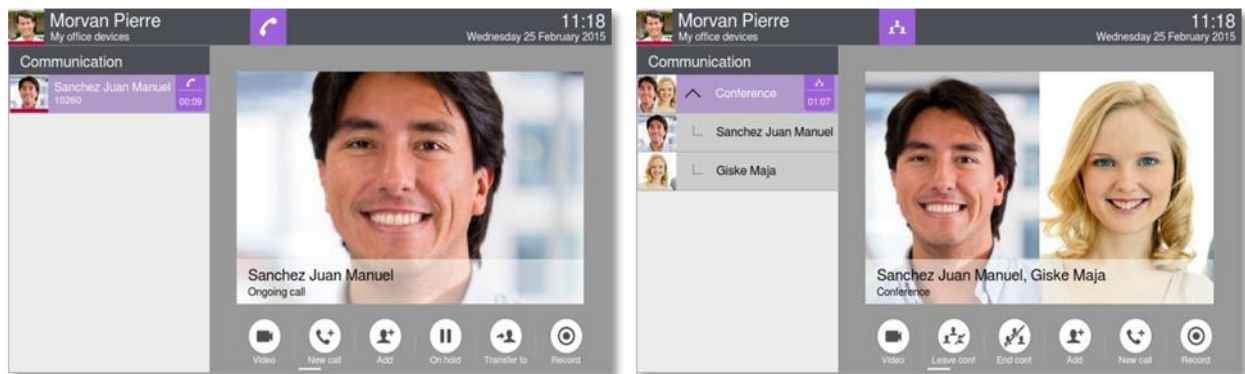 Morvan Pierre
My office devices
11:18
Wednesday 25 February 2015
Communication
Sanchez Juan Manuel
10260
00:09
Sanchez Juan Manuel
Ongoing call
Video
New call
Add
On hold
Transfer to
Record
Morvan Pierre
My office devices
11:18
Wednesday 25 February 2015
Communication
Conference
01:07
Sanchez Juan Manuel
Giske Maja
Sanchez Juan Manuel, Giske Maja
Conference
Video
Leave conf
End conf
Add
New call
Record